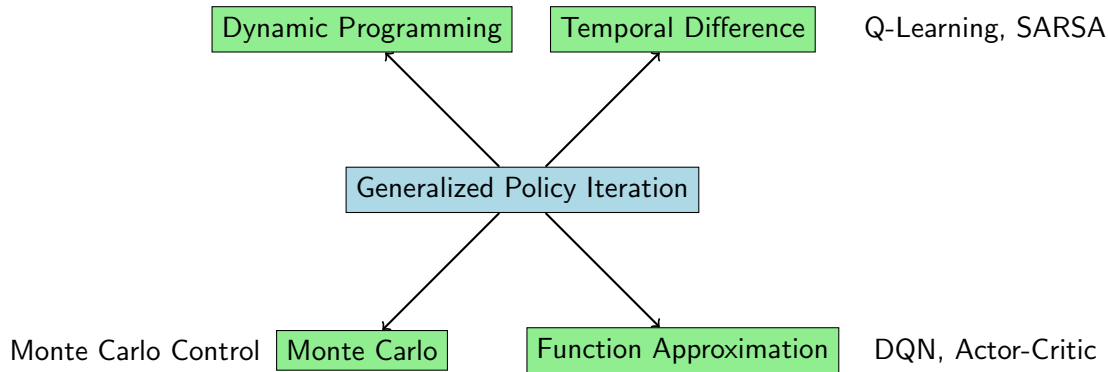 Dynamic Programming
Temporal Difference
Q-Learning, SARSA
Generalized Policy Iteration
Monte Carlo Control
Monte Carlo
Function Approximation
DQN, Actor-Critic